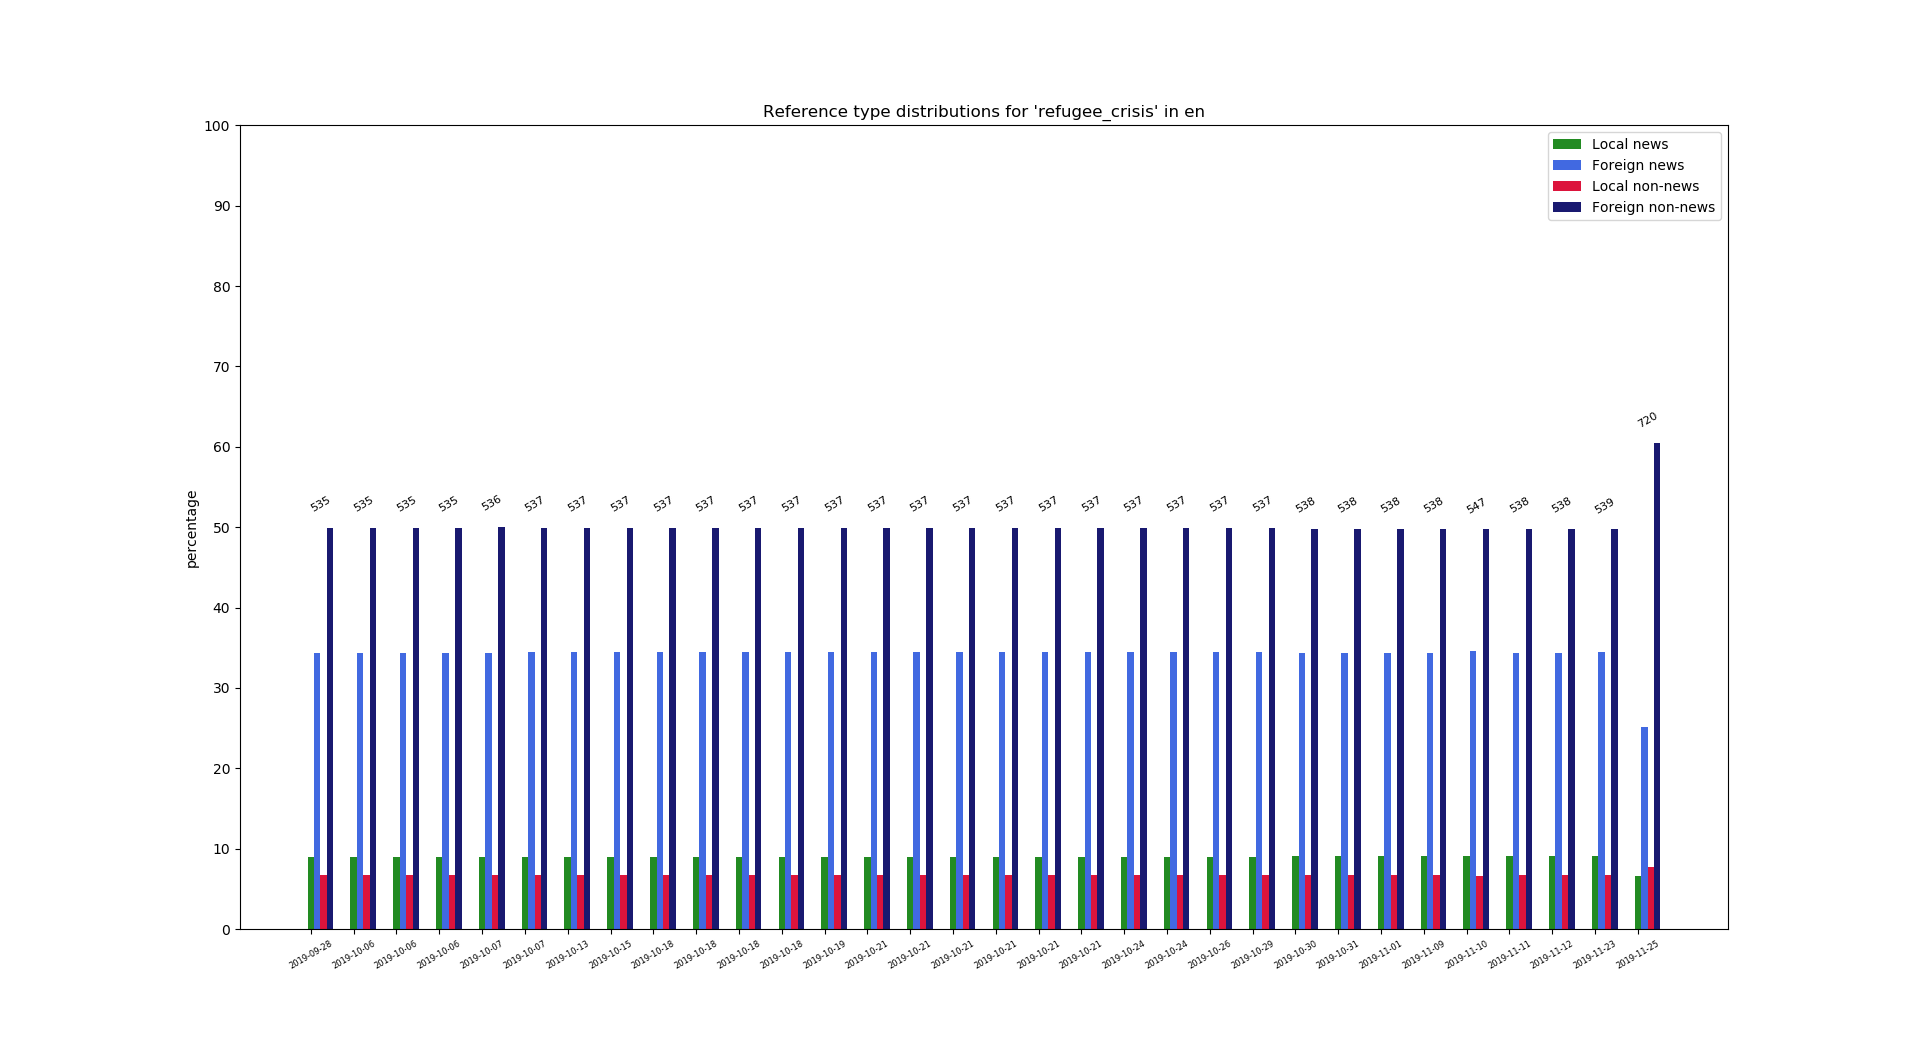 Reference type distributions for 'refugee_crisis' in en
Local news
Foreign news
Local non-news
Foreign non-news
percentage
100
90
80
70
60
50
40
30
20
10
0
535 535 535 535 536 537 537 537 537 537 537 537 537 537 537 537 537 537 537 537 537 537 537 538 538 538 538 547 538 538 539 720
2019-09-28 2019-10-06 2019-10-06 2019-10-06 2019-10-07 2019-10-07 2019-10-13 2019-10-15 2019-10-18 2019-10-18 2019-10-18 2019-10-18 2019-10-19 2019-10-21 2019-10-21 2019-10-21 2019-10-21 2019-10-21 2019-10-21 2019-10-24 2019-10-24 2019-10-26 2019-10-29 2019-10-30 2019-10-31 2019-11-01 2019-11-09 2019-11-10 2019-11-11 2019-11-12 2019-11-23 2019-11-25